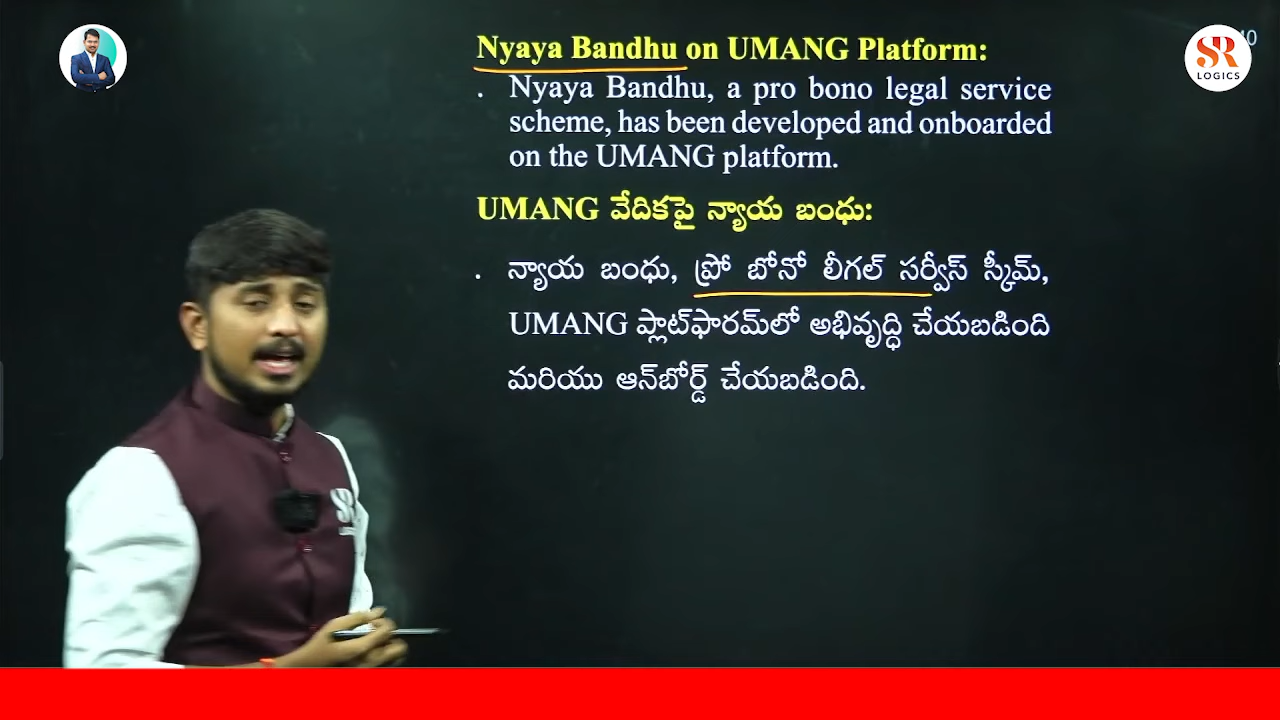 Nyaya Bandhu on UMANG Platform:
. Nyaya Bandhu, a pro bono legal service
scheme, has been developed and onboarded
on the UMANG platform.
UMANG వేదికపై న్యాయ బంధు:
. న్యాయ బంధు, ప్రో బోనో లీగల్ సర్వీస్ స్కీమ్,
UMANG ప్లాట్‌ఫారమ్‌లో అభివృద్ధి చేయబడింది
మరియు ఆన్‌బోర్డ్ చేయబడింది.
SR
LOGICS